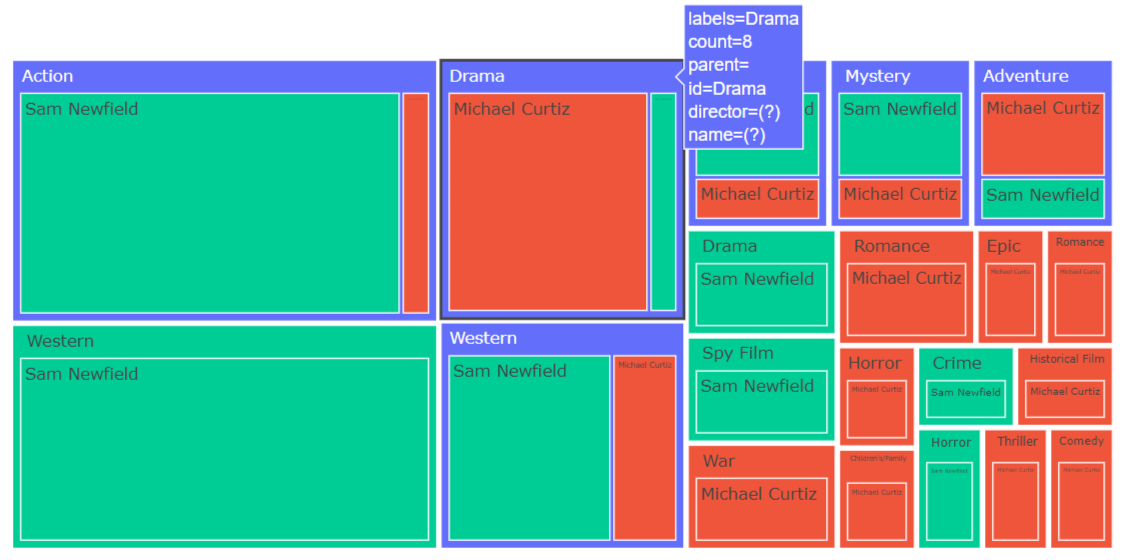 labels=Drama
count=8
parent=
id=Drama
director=(?)
name=(?)
Action
Sam Newfield
Drama
Michael Curtiz
d
Michael Curtiz
Mystery
Sam Newfield
Michael Curtiz
Adventure
Michael Curtiz
Sam Newfield
Western
Sam Newfield
Western
Sam Newfield
Michael Curtiz
Drama
Sam Newfield
Spy Film
Sam Newfield
War
Michael Curtiz
Romance
Michael Curtiz
Epic
Michael Curtiz
Romance
Michael Curtiz
Horror
Michael Curtiz
Crime
Sam Newfield
Historical Film
Michael Curtiz
Children's/Family
Michael Curtiz
Horror
Sam Newfield
Thriller
Michael Curtiz
Comedy
Michael Curtiz